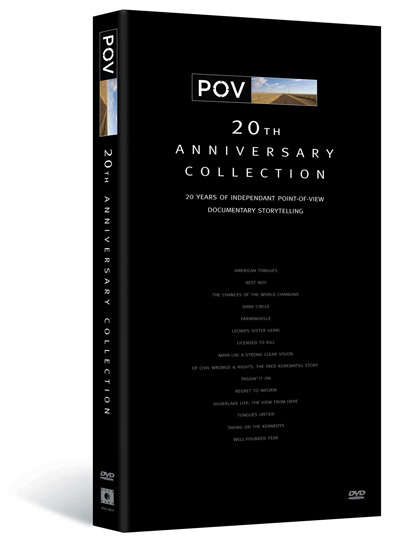 POV
20TH
ANNIVERSARY
COLLECTION
20 YEARS OF INDEPENDANT POINT-OF-VIEW
DOCUMENTARY STORYTELLING
AMERICAN TONGUES
BEST BOY
THE CHANCES OF THE WORLD CHANGING
DARK CIRCLE
FARMINGVILLE
LEONA'S SISTER GERRI
LICENSED TO KILL
MAYA LIN: A STRONG CLEAR VISION
OF CIVIL WRONGS & RIGHTS: THE FRED KOREMATSU STORY
PASSIN' IT ON
REGRET TO INFORM
SILVERLAKE LIFE: THE VIEW FROM HERE
TONGUES UNTIED
TAKING ON THE KENNEDYS
WELL-FOUNDED FEAR
DVD
POV
20TH ANNIVERSARY COLLECTION
DVD